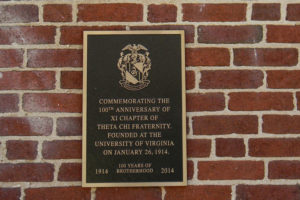 COMMEMORATING THE
100TH ANNIVERSARY OF
XI CHAPTER OF
THETA CHI FRATERNITY.
FOUNDED AT THE
UNIVERSITY OF VIRGINIA
ON JANUARY 26, 1914.
100 YEARS OF
1914 BROTHERHOOD 2014